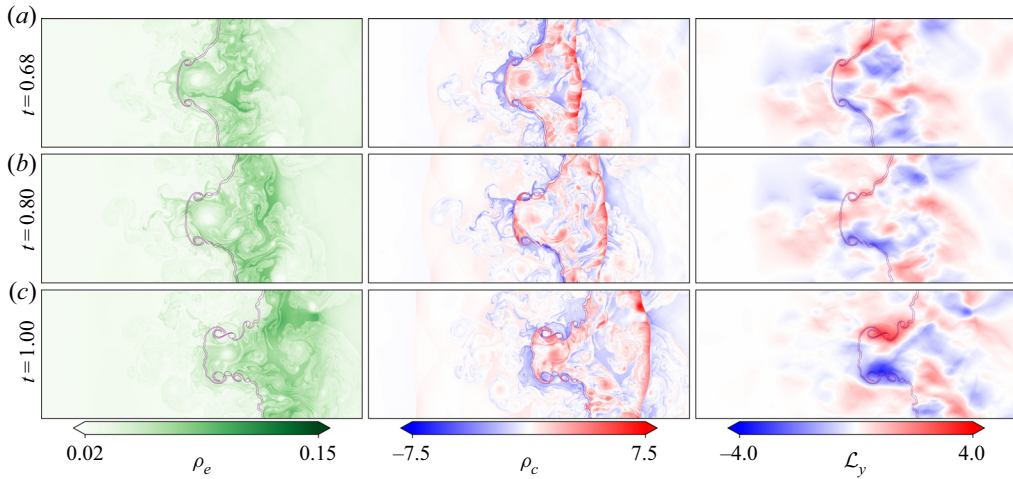 (a)
t = 0.68
(b)
t = 0.80
(c)
t = 1.00
0.02 0.15 −7.5 7.5 −4.0 4.0
ρe ρc ℒy